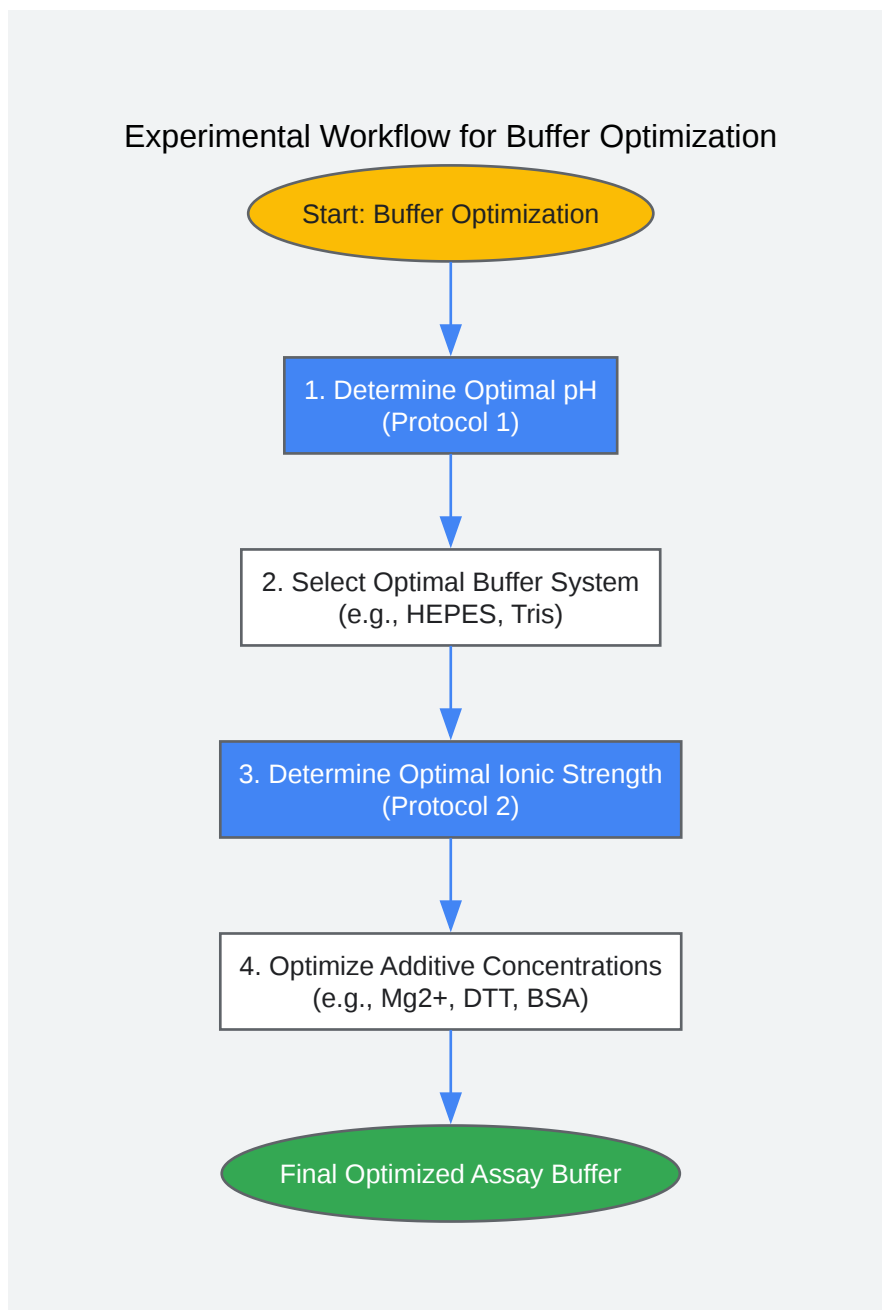 Experimental Workflow for Buffer Optimization
Start: Buffer Optimization
1. Determine Optimal pH
(Protocol 1)
2. Select Optimal Buffer System
(e.g., HEPES, Tris)
3. Determine Optimal Ionic Strength
(Protocol 2)
4. Optimize Additive Concentrations
(e.g., Mg2+, DTT, BSA)
Final Optimized Assay Buffer